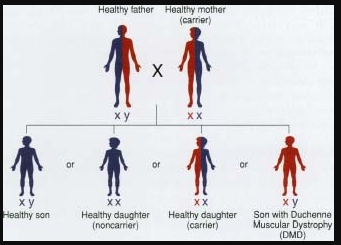 Healthy father
Healthy mother
(carrier)
X
x y
x x
or
or
or
x y
x x
x x
x y
Healthy son
Healthy daughter
(noncarrier)
Healthy daughter
(carrier)
Son with Duchenne
Muscular Dystrophy
(DMD)